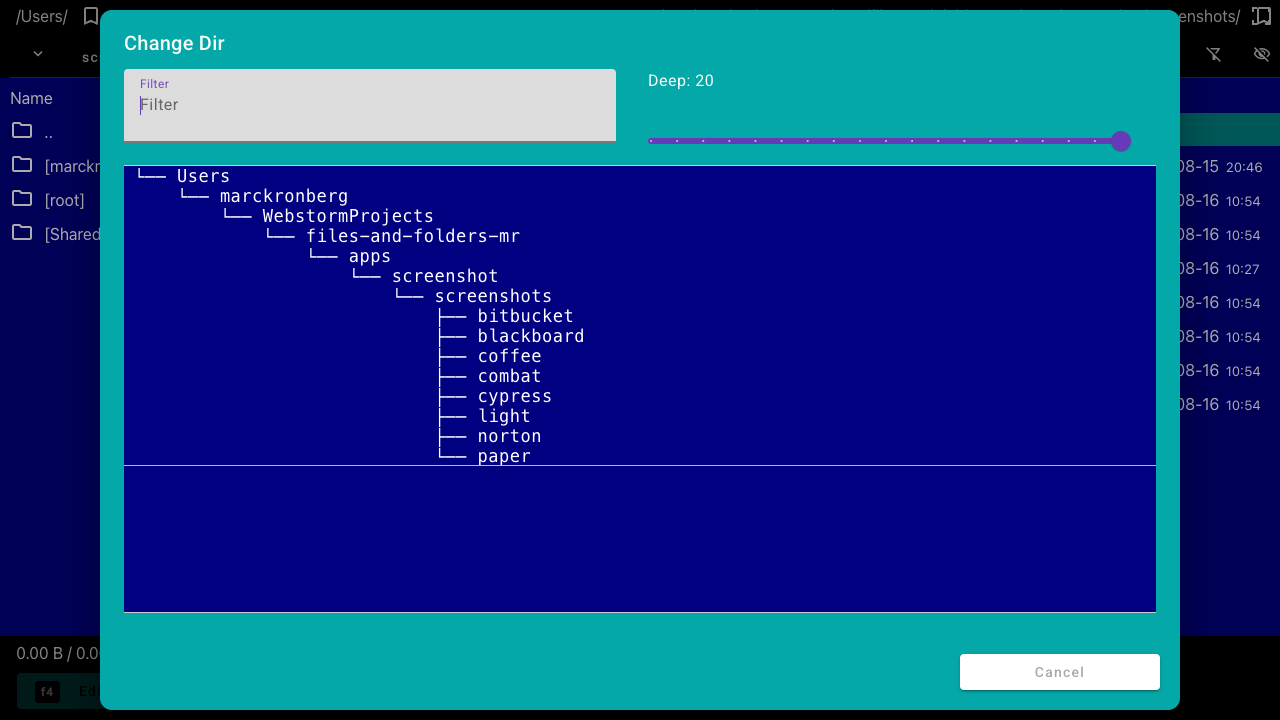 /Users/
enshots/
Change Dir
Filter
Filter
Deep: 20
Name
..
[root]
[Shared
└── Users
└── marckronberg
└── WebstormProjects
└── files-and-folders-mr
└── apps
└── screenshot
└── screenshots
├── bitbucket
├── blackboard
├── coffee
├── combat
├── cypress
├── light
├── norton
└── paper
08-15 20:46
08-16 10:54
08-16 10:54
08-16 10:27
08-16 10:54
08-16 10:54
08-16 10:54
08-16 10:54
0.00 B / 0.0
f4
Cancel